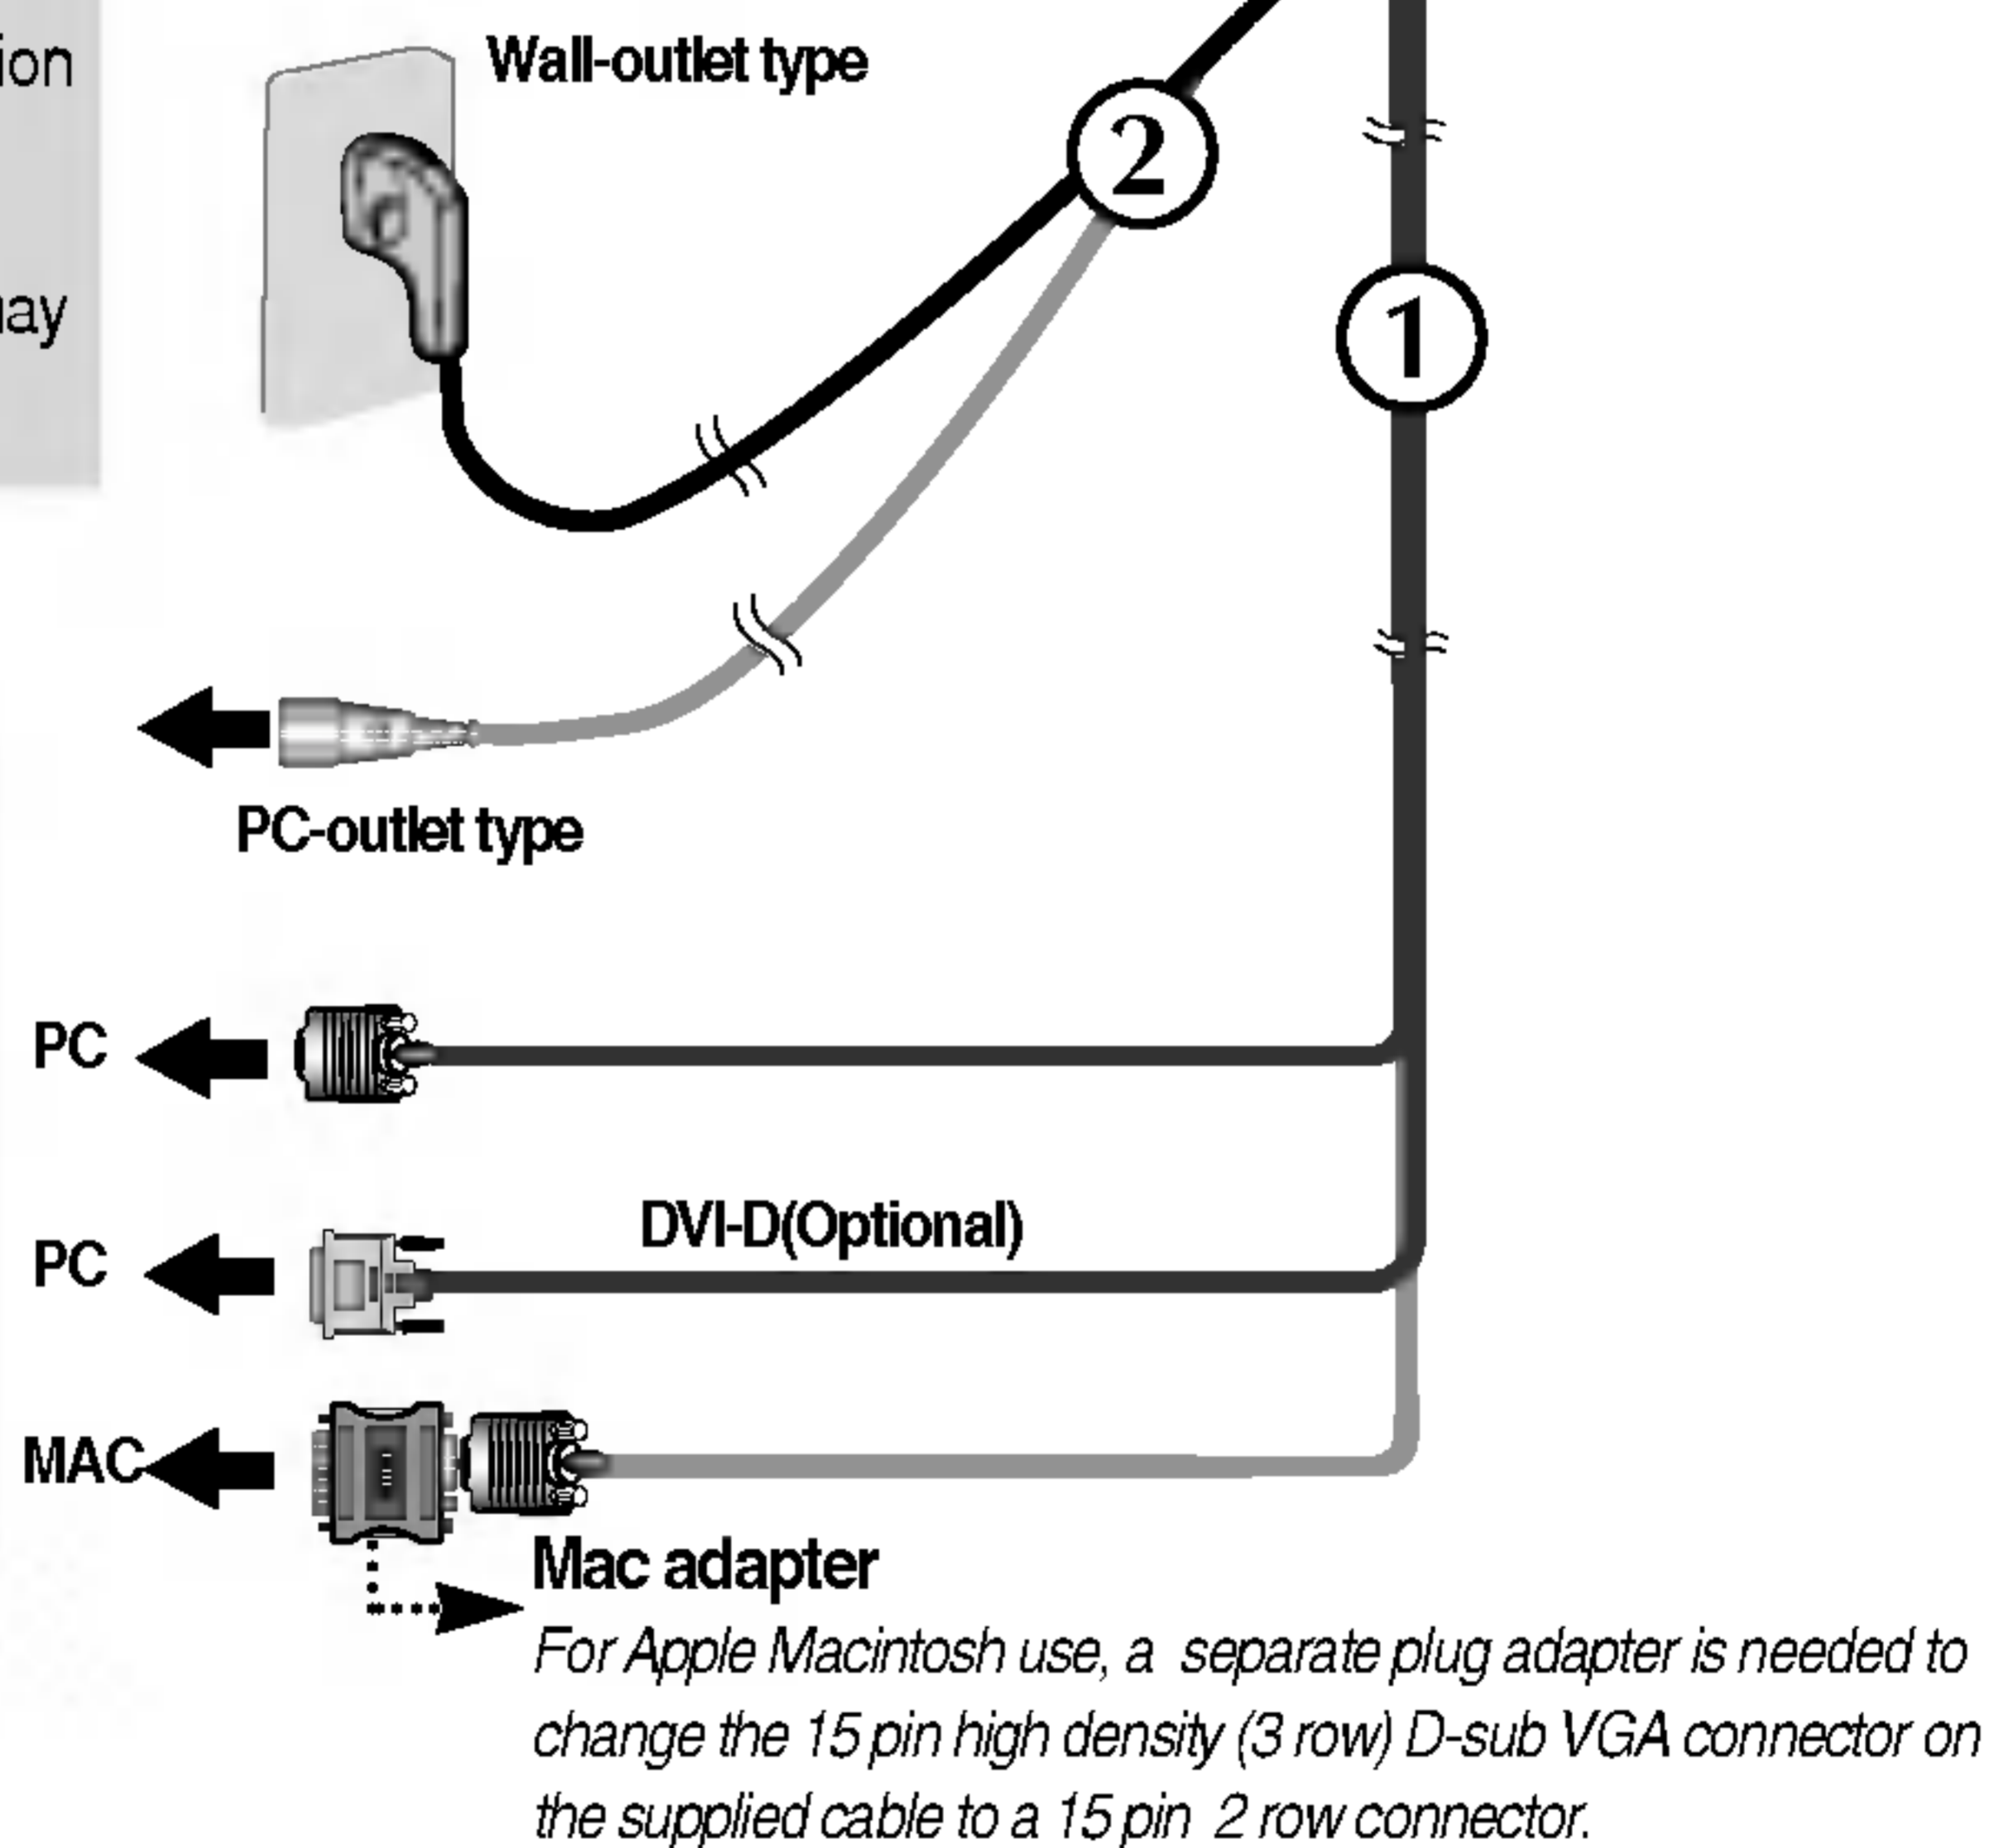 Wall-outlet type
2
1
PC-outlet type
PC
DVI-D(Optional)
PC
MAC
Mac adapter
For Apple Macintosh use, a separate plug adapter is needed to
change the 15 pin high density (3 row) D-sub VGA connector on
the supplied cable to a 15 pin 2 row connector.